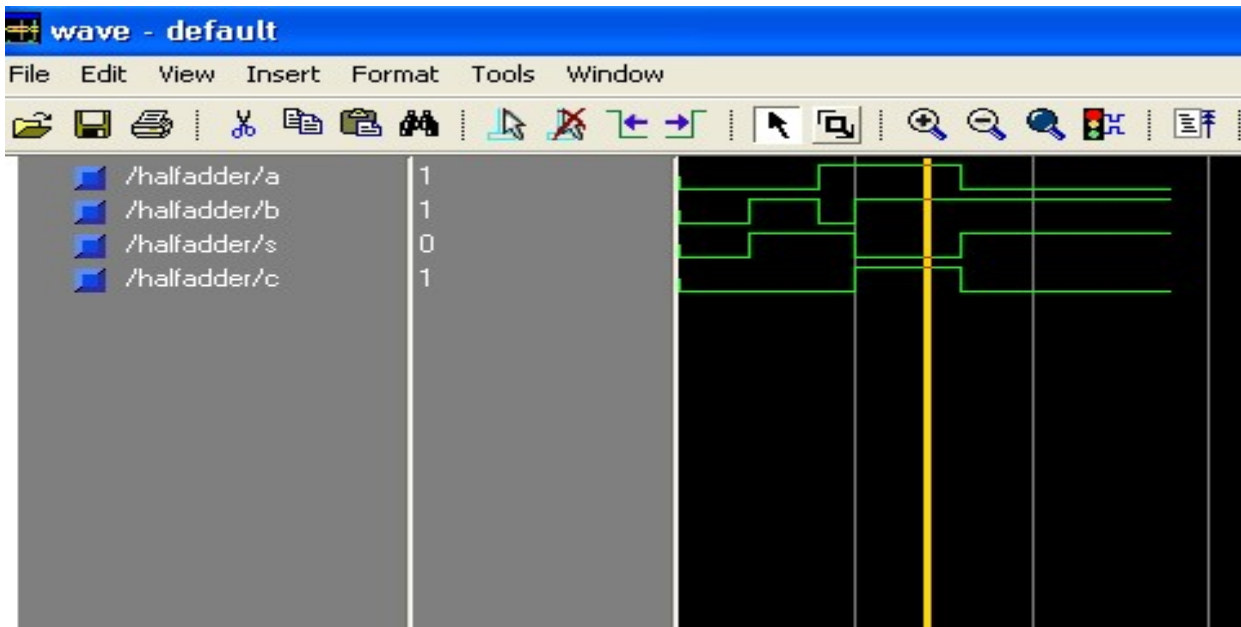 wave - default
File Edit View Insert Format Tools Window
/halfadder/a 1
/halfadder/b 1
/halfadder/s 0
/halfadder/c 1